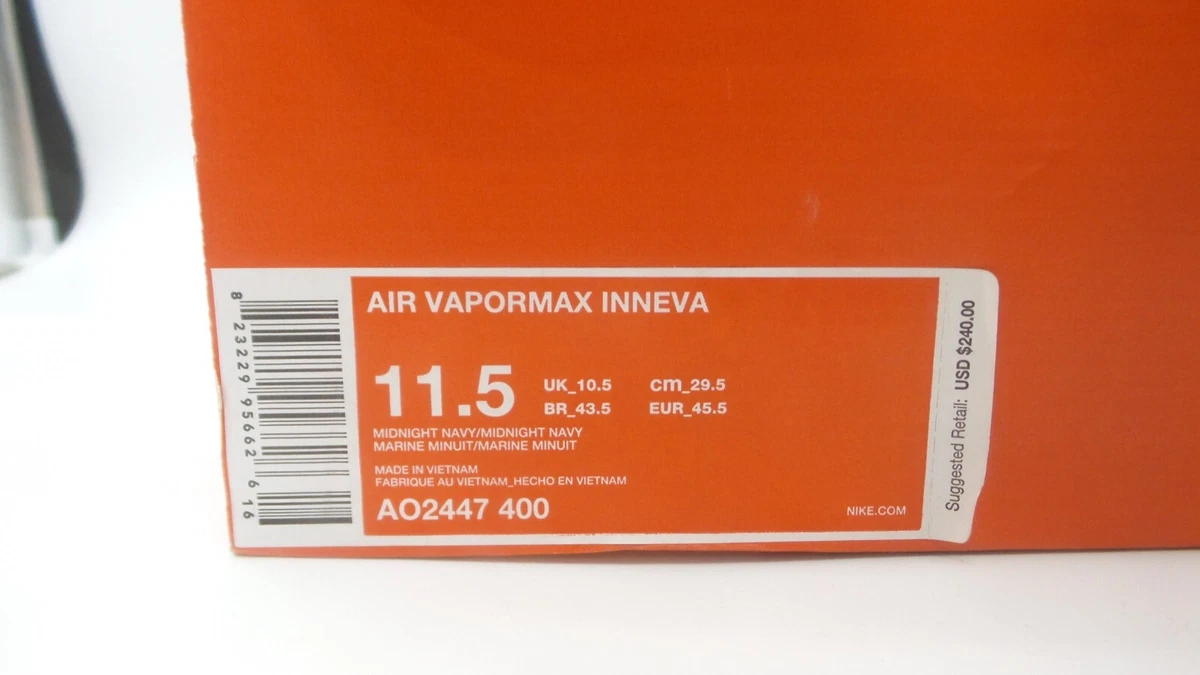 AIR VAPORMAX INNEVA
11.5
UK_10.5 cm_29.5
BR_43.5 EUR_45.5
MIDNIGHT NAVY/MIDNIGHT NAVY
MARINE MINUIT/MARINE MINUIT
MADE IN VIETNAM
FABRIQUE AU VIETNAM_HECHO EN VIETNAM
AO2447 400
NIKE.COM
8 23229 95662 6 16
Suggested Retail: USD $240.00